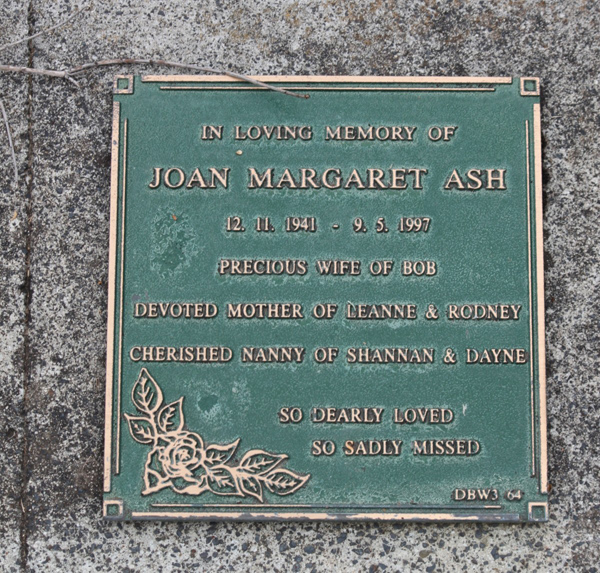 IN LOVING MEMORY OF
JOAN MARGARET ASH
12. 11. 1941 - 9. 5. 1997
PRECIOUS WIFE OF BOB
DEVOTED MOTHER OF LEANNE & RODNEY
CHERISHED NANNY OF SHANNAN & DAYNE
SO DEARLY LOVED
SO SADLY MISSED
DBW3 64